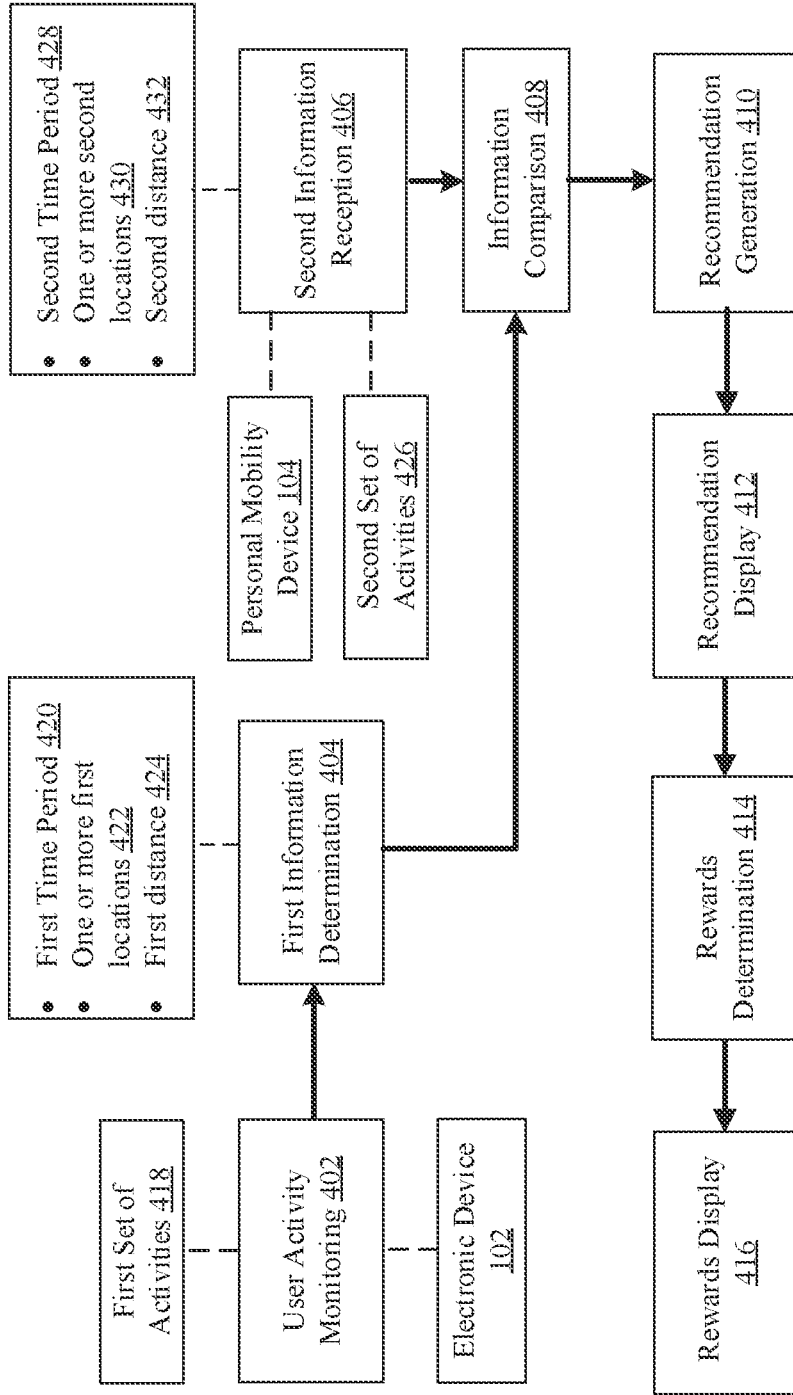 First Set of
Activities 418
User Activity
Monitoring 402
Electronic Device
102
• First Time Period 420
• One or more first
locations 422
• First distance 424
First Information
Determination 404
• Second Time Period 428
• One or more second
locations 430
• Second distance 432
Personal Mobility
Device 104
Second Set of
Activities 426
Second Information
Reception 406
Information
Comparison 408
Recommendation
Generation 410
Recommendation
Display 412
Rewards
Determination 414
Rewards Display
416